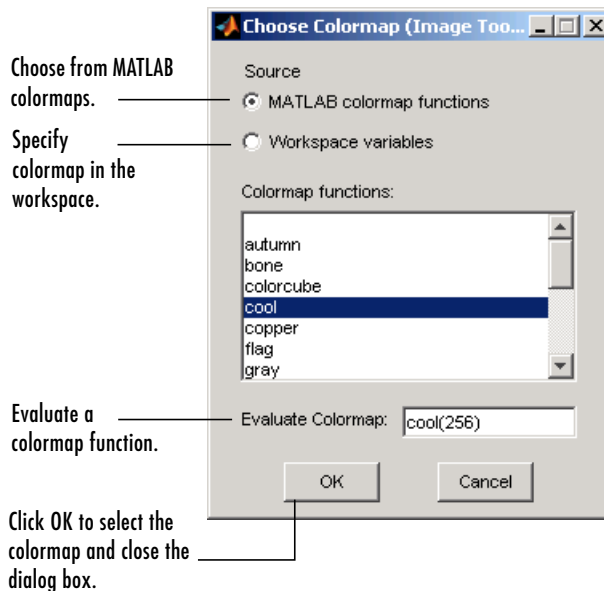 Choose Colormap (Image Too...
Choose from MATLAB
colormaps.
Source
MATLAB colormap functions
Specify
colormap in the
workspace.
Workspace variables
Colormap functions:
autumn
bone
colorcube
cool
copper
flag
gray
Evaluate a
colormap function.
Evaluate Colormap:
cool(256)
OK
Cancel
Click OK to select the
colormap and close the
dialog box.